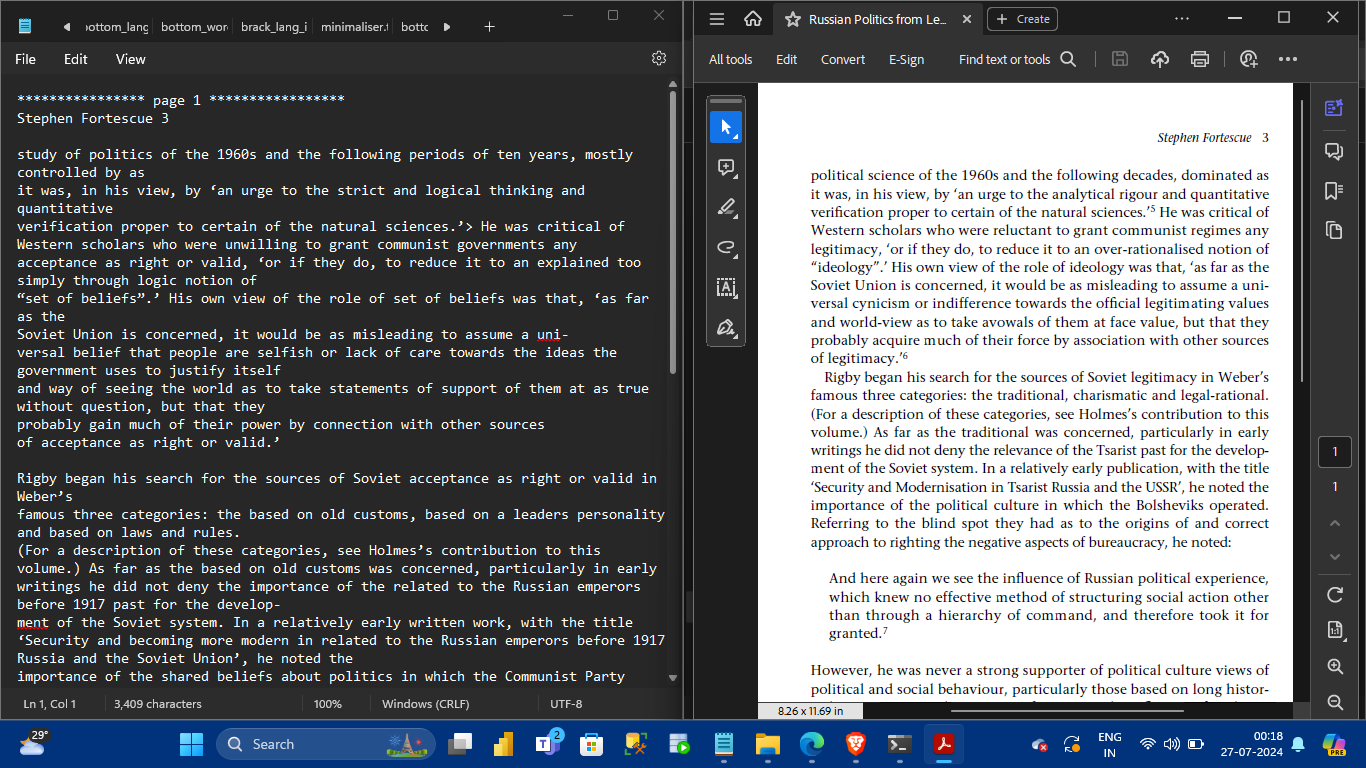 ottom_lang
bottom_wor
brack_lang_i
minimaliser.t
botto
File
Edit
View
**************** page 1 *****************
Stephen Fortescue 3
study of politics of the 1960s and the following periods of ten years, mostly
controlled by as
it was, in his view, by ‘an urge to the strict and logical thinking and
quantitative
verification proper to certain of the natural sciences.’> He was critical of
Western scholars who were unwilling to grant communist governments any
acceptance as right or valid, ‘or if they do, to reduce it to an explained too
simply through logic notion of
“set of beliefs”.’ His own view of the role of set of beliefs was that, ‘as far
as the
Soviet Union is concerned, it would be as misleading to assume a uni-
versal belief that people are selfish or lack of care towards the ideas the
government uses to justify itself
and way of seeing the world as to take statements of support of them at as true
without question, but that they
probably gain much of their power by connection with other sources
of acceptance as right or valid.’
Rigby began his search for the sources of Soviet acceptance as right or valid in
Weber’s
famous three categories: the based on old customs, based on a leaders personality
and based on laws and rules.
(For a description of these categories, see Holmes’s contribution to this
volume.) As far as the based on old customs was concerned, particularly in early
writings he did not deny the importance of the related to the Russian emperors
before 1917 past for the develop-
ment of the Soviet system. In a relatively early written work, with the title
‘Security and becoming more modern in related to the Russian emperors before 1917
Russia and the Soviet Union’, he noted the
importance of the shared beliefs about politics in which the Communist Party
Ln 1, Col 1
3,409 characters
100%
Windows (CRLF)
UTF-8
Russian Politics from Le...
Create
All tools
Edit
Convert
E-Sign
Find text or tools
Stephen Fortescue 3
political science of the 1960s and the following decades, dominated as
it was, in his view, by ‘an urge to the analytical rigour and quantitative
verification proper to certain of the natural sciences.’5 He was critical of
Western scholars who were reluctant to grant communist regimes any
legitimacy, ‘or if they do, to reduce it to an over-rationalised notion of
“ideology”.’ His own view of the role of ideology was that, ‘as far as the
Soviet Union is concerned, it would be as misleading to assume a uni-
versal cynicism or indifference towards the official legitimating values
and world-view as to take avowals of them at face value, but that they
probably acquire much of their force by association with other sources
of legitimacy.’6
Rigby began his search for the sources of Soviet legitimacy in Weber’s
famous three categories: the traditional, charismatic and legal-rational.
(For a description of these categories, see Holmes’s contribution to this
volume.) As far as the traditional was concerned, particularly in early
writings he did not deny the relevance of the Tsarist past for the develop-
ment of the Soviet system. In a relatively early publication, with the title
‘Security and Modernisation in Tsarist Russia and the USSR’, he noted the
importance of the political culture in which the Bolsheviks operated.
Referring to the blind spot they had as to the origins of and correct
approach to righting the negative aspects of bureaucracy, he noted:
And here again we see the influence of Russian political experience,
which knew no effective method of structuring social action other
than through a hierarchy of command, and therefore took it for
granted.7
However, he was never a strong supporter of political culture views of
political and social behaviour, particularly those based on long histor-
8.26 x 11.69 in
1
1
1:1
29°
Search
2
ENG
IN
00:18
27-07-2024
PRE